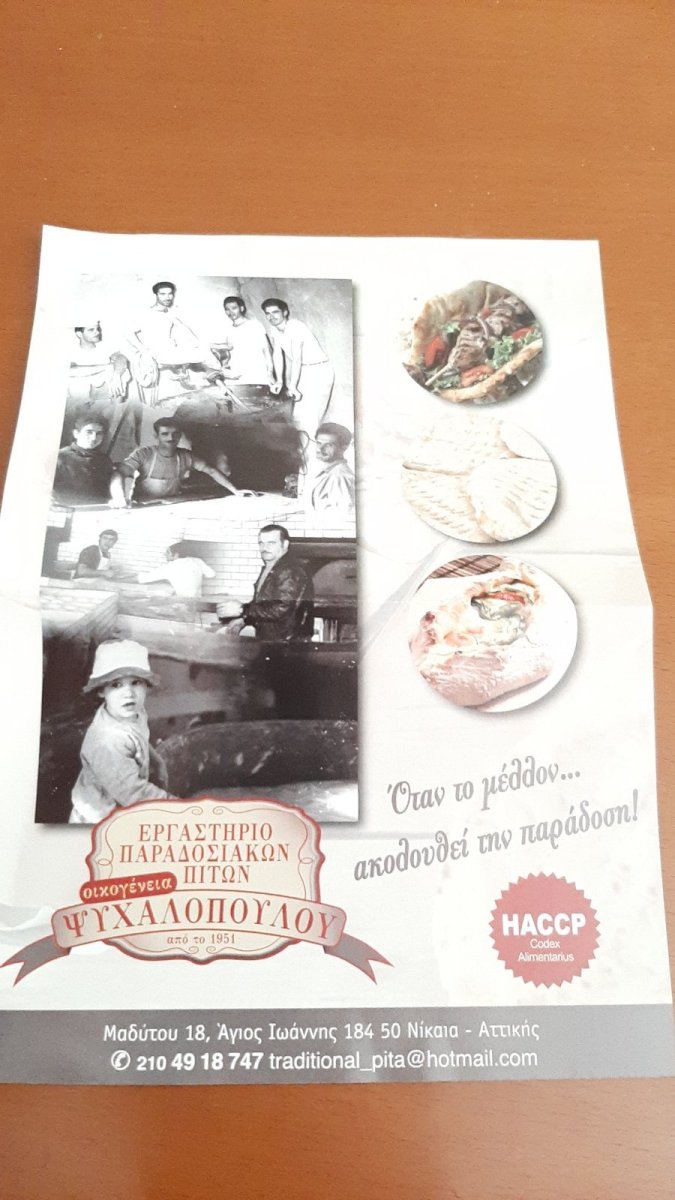 Όταν το μέλλον...
ακολουθεί την παράδοση!
ΕΡΓΑΣΤΗΡΙΟ
ΠΑΡΑΔΟΣΙΑΚΩΝ
ΠΙΤΩΝ
οικογένεια
ΨΥΧΑΛΟΠΟΥΛΟΥ
από το 1951
HACCP
Codex
Alimentarius
Μαδύτου 18, Άγιος Ιωάννης 184 50 Νίκαια - Αττικής
✆ 210 49 18 747 traditional_pita@hotmail.com